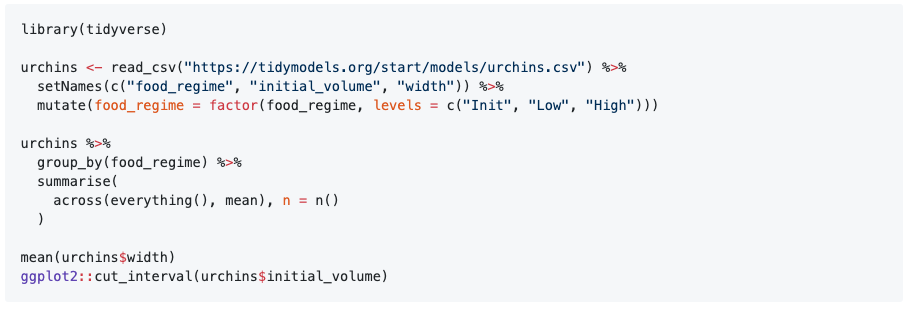 library(tidyverse)
urchins <- read_csv("https://tidymodels.org/start/models/urchins.csv") %>%
setNames(c("food_regime", "initial_volume", "width")) %>%
mutate(food_regime = factor(food_regime, levels = c("Init", "Low", "High")))
urchins %>%
group_by(food_regime) %>%
summarise(
across(everything(), mean), n = n()
)
mean(urchins$width)
ggplot2::cut_interval(urchins$initial_volume)